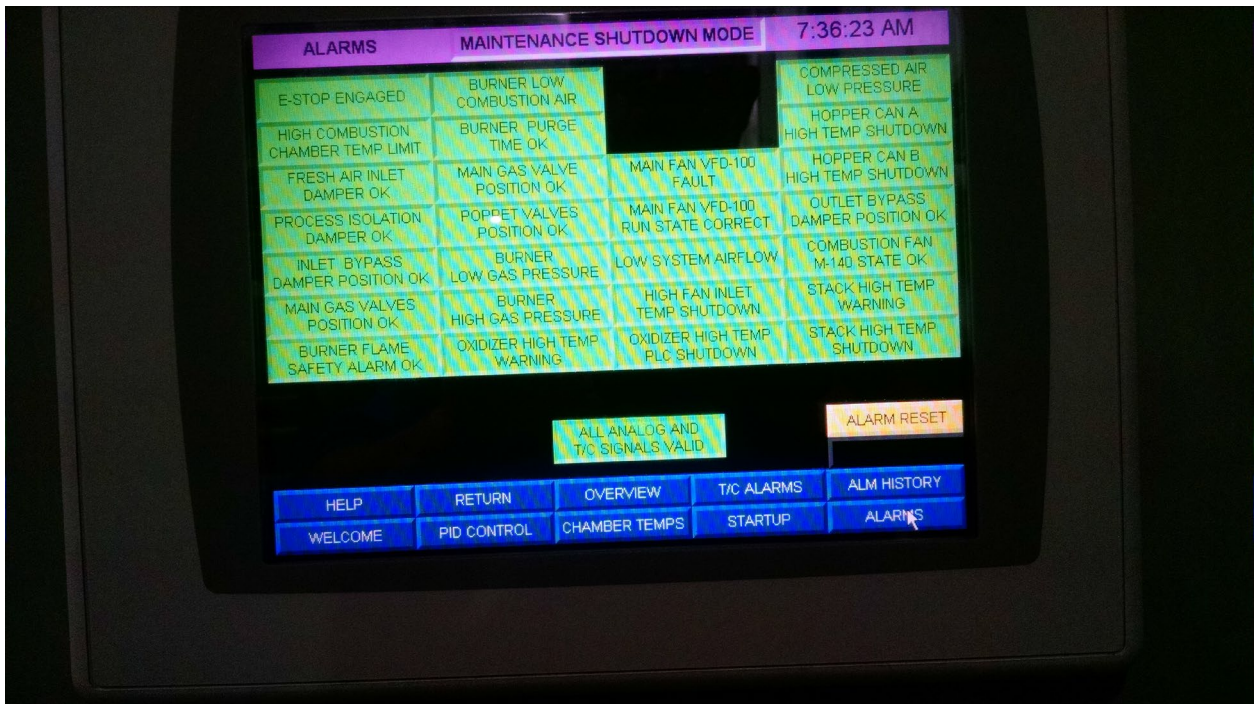 ALARMS
MAINTENANCE SHUTDOWN MODE
7:36:23 AM
E-STOP ENGAGED
HIGH COMBUSTION
CHAMBER TEMP LIMIT
FRESH AIR INLET
DAMPER OK
PROCESS ISOLATION
DAMPER OK
INLET BYPASS
DAMPER POSITION OK
MAIN GAS VALVES
POSITION OK
BURNER FLAME
SAFETY ALARM OK
BURNER LOW
COMBUSTION AIR
BURNER PURGE
TIME OK
MAIN GAS VALVE
POSITION OK
POPPET VALVES
POSITION OK
BURNER
LOW GAS PRESSURE
BURNER
HIGH GAS PRESSURE
OXIDIZER HIGH TEMP
WARNING
MAIN FAN VFD-100
FAULT
MAIN FAN VFD-100
RUN STATE CORRECT
LOW SYSTEM AIRFLOW
HIGH FAN INLET
TEMP SHUTDOWN
OXIDIZER HIGH TEMP
PLC SHUTDOWN
COMPRESSED AIR
LOW PRESSURE
HOPPER CAN A
HIGH TEMP SHUTDOWN
HOPPER CAN B
HIGH TEMP SHUTDOWN
OUTLET BYPASS
DAMPER POSITION OK
COMBUSTION FAN
M-140 STATE OK
STACK HIGH TEMP
WARNING
STACK HIGH TEMP
SHUTDOWN
ALL ANALOG AND
T/C SIGNALS VALID
ALARM RESET
HELP
RETURN
OVERVIEW
T/C ALARMS
ALM HISTORY
WELCOME
PID CONTROL
CHAMBER TEMPS
STARTUP
ALARMS